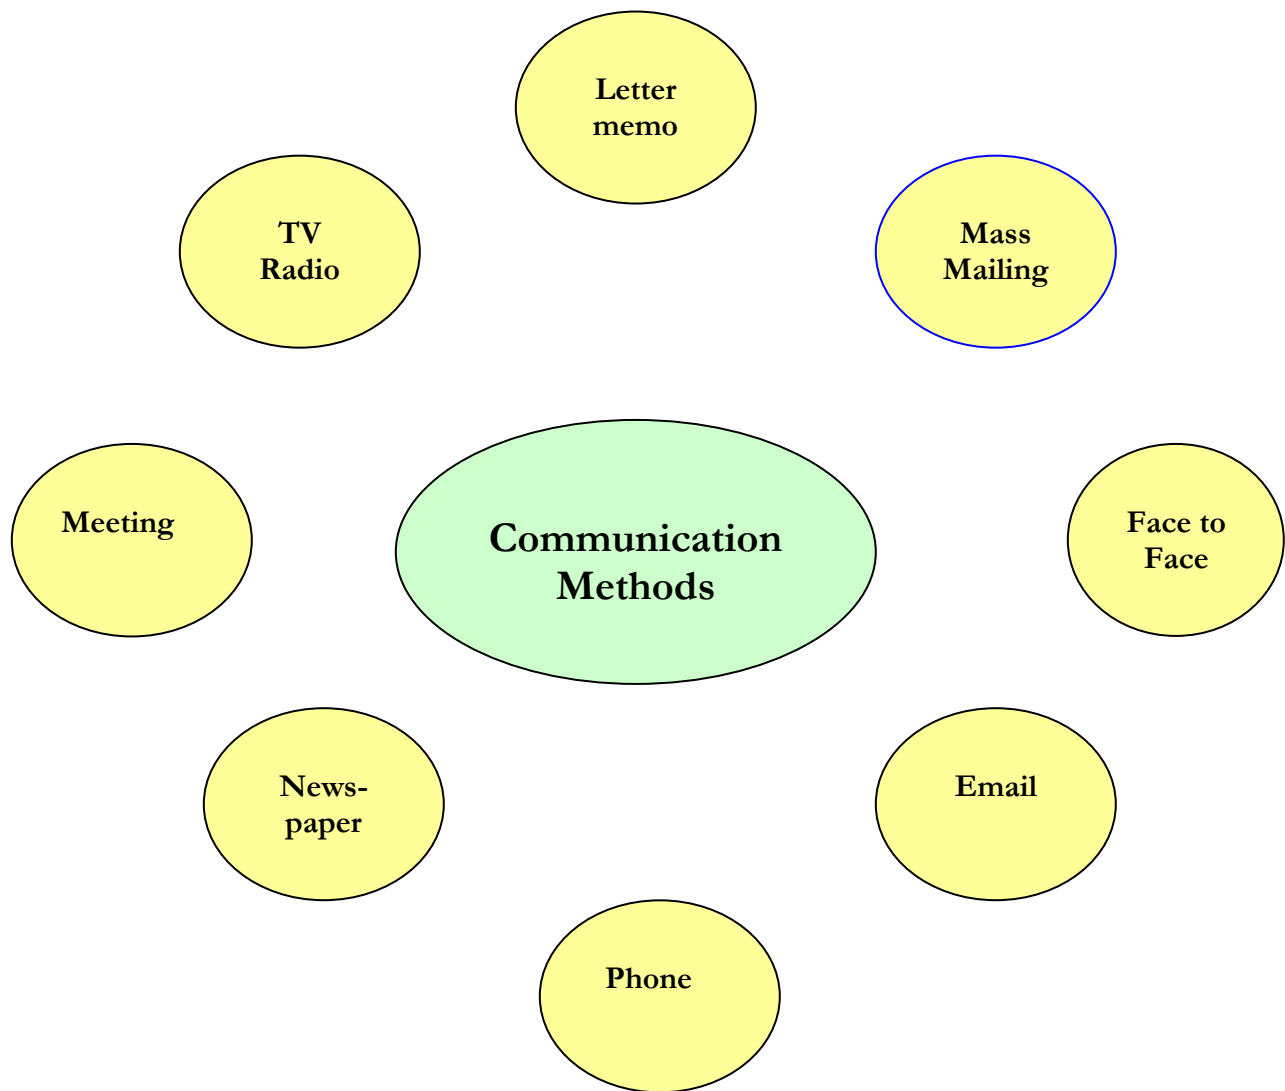 Letter
memo
TV
Radio
Mass
Mailing
Meeting
Communication
Methods
Face to
Face
News-
paper
Email
Phone